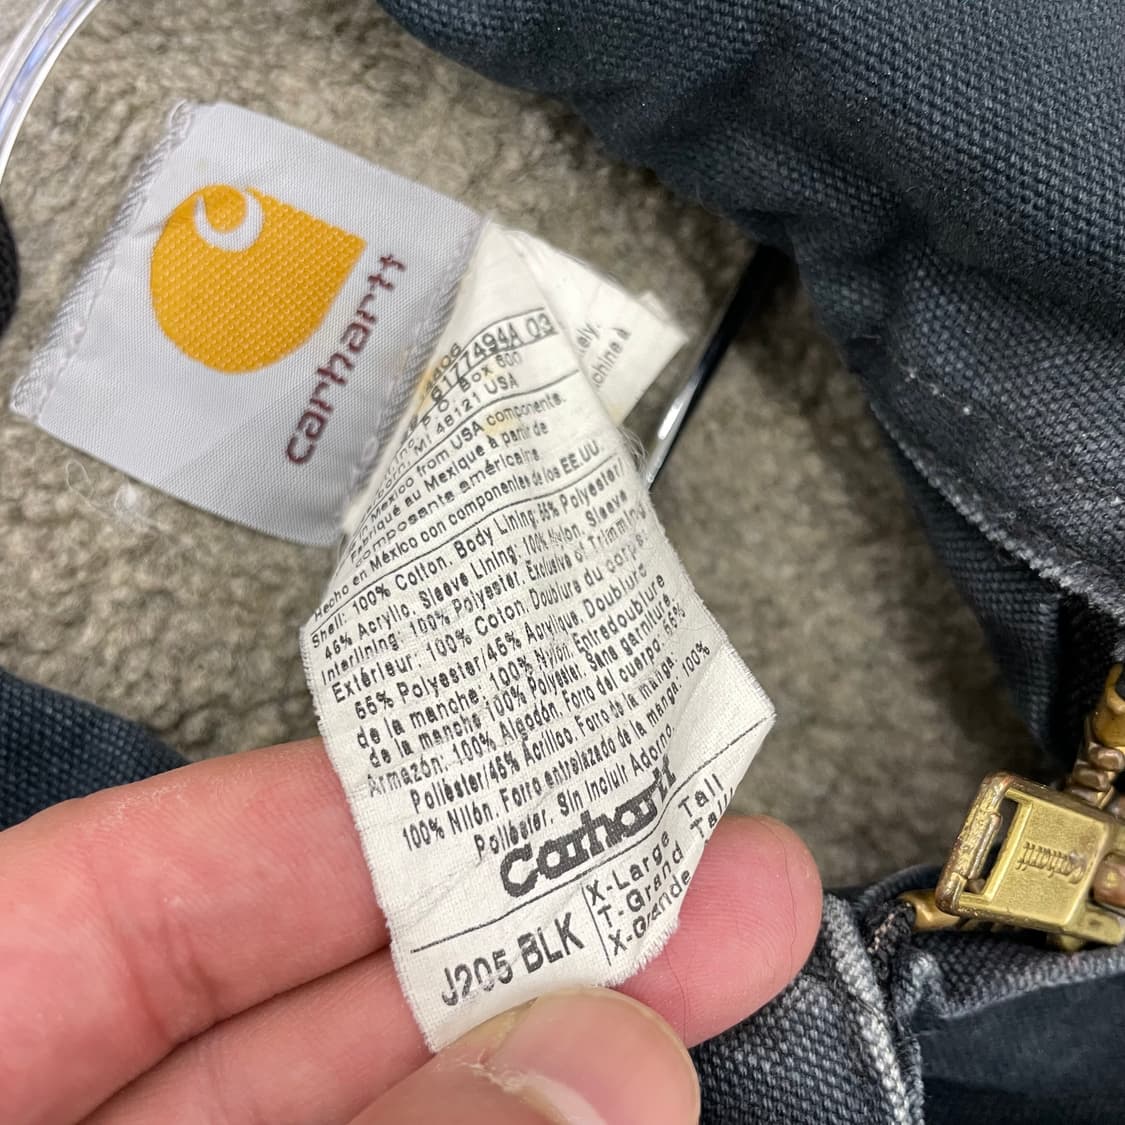 carhartt
5177494A 03
Box 600
MI 48121 USA
in Mexico from USA components.
Fabriqué au Mexique à partir de
composante américaine
Hecho en México con componentes de los EE.UU.
Shell: 100% Cotton, Body Lining: 55% Polyester/
45% Acrylic. Sleeve Lining: 100% Nylon. Sleeve
Interlining: 100% Polyester. Exclusive of Trimming
Extérieur: 100% Coton. Doublure du corps:
Polyester/45% Acrylique. Doublure
de la manche: 100% Nylon. Entredoublure
de la manche 100% Polyester. Sans garniture.
Armazón: 100% Algodón. Forro del cuerpo: 55%
Poliéster/45% Acrílico. Forro de la manga: 100%
100% Nilón. Forro entrelazado de la manga:
Poliéster. Sin Incluir Adorno.
carhartt
J205 BLK
X-Large Tall
T-Grand
X-Grande
Carhartt